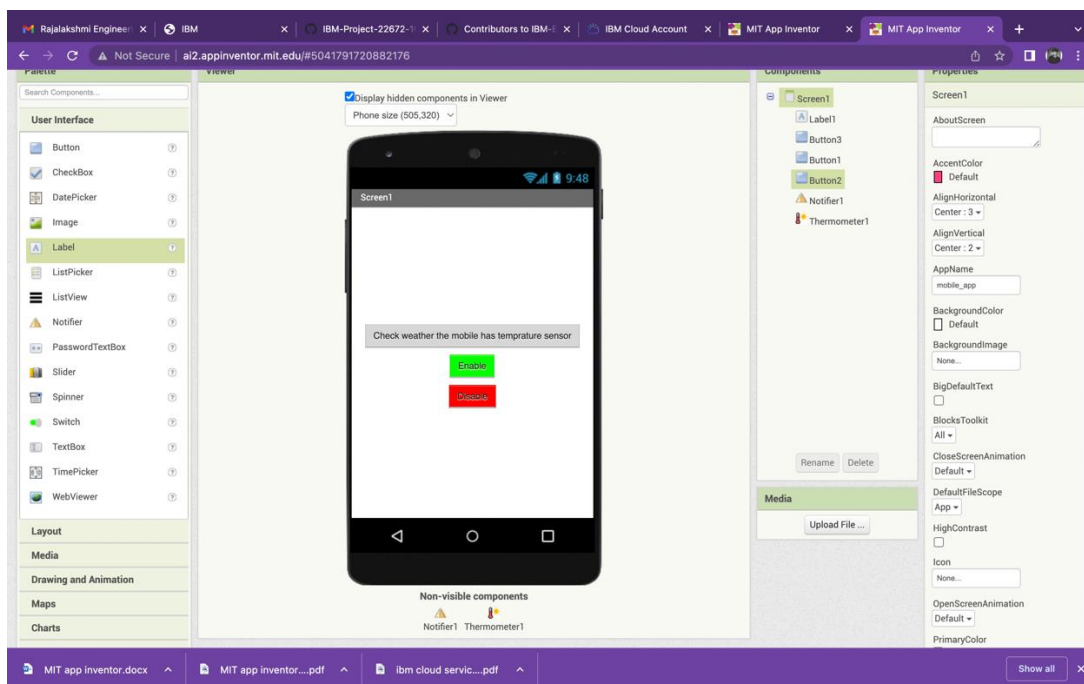 Rajalakshmi Engineer
IBM
IBM-Project-22672-1
Contributors to IBM-E
IBM Cloud Account
MIT App Inventor
MIT App Inventor
Not Secure
ai2.appinventor.mit.edu/#5041791720882176
Palette
Viewer
Components
Properties
Search Components...
User Interface
Button
CheckBox
DatePicker
Image
Label
ListPicker
ListView
Notifier
PasswordTextBox
Slider
Spinner
Switch
TextBox
TimePicker
WebViewer
Layout
Media
Drawing and Animation
Maps
Charts
Display hidden components in Viewer
Phone size (505,320)
9:48
Screen1
Check weather the mobile has temprature sensor
Enable
Disable
Non-visible components
Notifier1 Thermometer1
Screen1
Label1
Button3
Button1
Button2
Notifier1
Thermometer1
Rename Delete
Media
Upload File ...
Screen1
AboutScreen
AccentColor
Default
AlignHorizontal
Center : 3
AlignVertical
Center : 2
AppName
mobile_app
BackgroundColor
Default
BackgroundImage
None...
BigDefaultText
BlocksToolkit
All
CloseScreenAnimation
Default
DefaultFileScope
App
HighContrast
Icon
None...
OpenScreenAnimation
Default
PrimaryColor
MIT app inventor.docx
MIT app inventor....pdf
ibm cloud servic....pdf
Show all